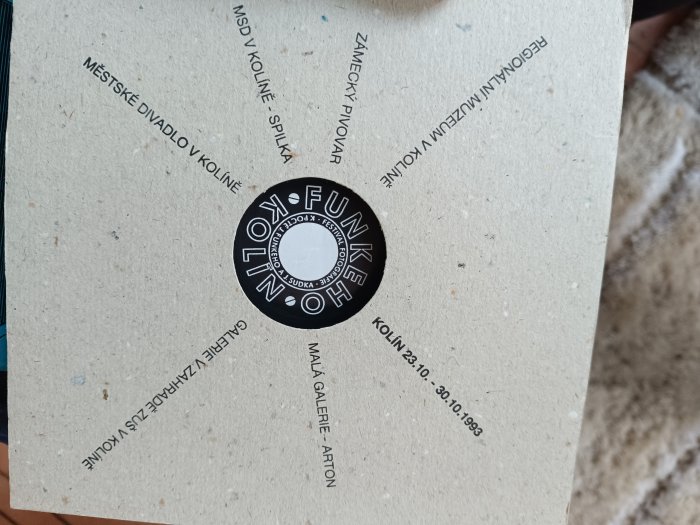 MĚSTSKÉ DIVADLO V KOLÍNĚ
MSD V KOLÍNĚ - SPILKA
ZÁMECKÝ PIVOVAR
REGIONÁLNÍ MUZEUM V KOLÍNĚ
FUNKEHO • KOLÍN •
FESTIVAL FOTOGRAFIE • K POCTĚ J. FUNKEHO A J. SUDKA •
KOLÍN 23.10. - 30.10.1993
MALÁ GALERIE - ARTON
GALERIE V ZAHRADĚ ZUŠ V KOLÍNĚ